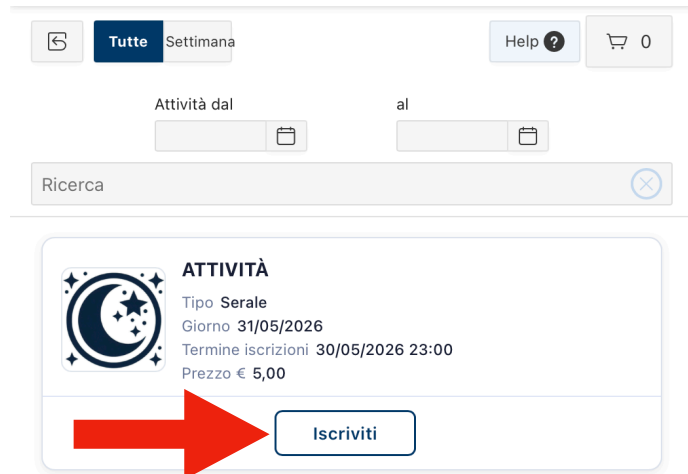 Tutte Settimana Help ? 0
Attività dal al
Ricerca
ATTIVITÀ
Tipo Serale
Giorno 31/05/2026
Termine iscrizioni 30/05/2026 23:00
Prezzo € 5,00
Iscriviti